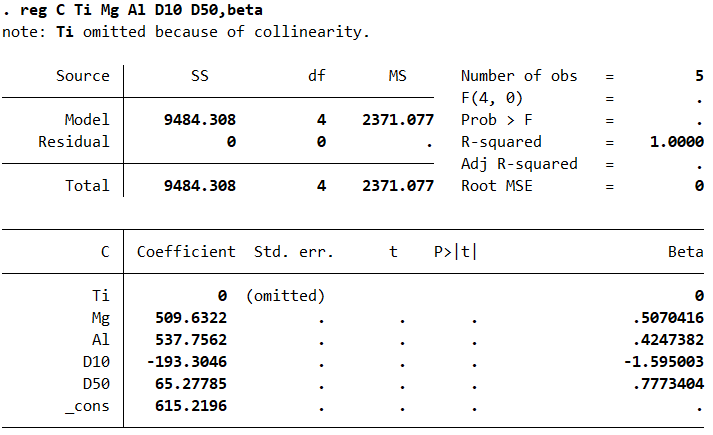 . reg C Ti Mg Al D10 D50,beta
note: Ti omitted because of collinearity.
Source | SS df MS Number of obs = 5
F(4, 0) = .
Model | 9484.308 4 2371.077 Prob > F = .
Residual | 0 0 . R-squared = 1.0000
Adj R-squared = .
Total | 9484.308 4 2371.077 Root MSE = 0
C | Coefficient Std. err. t P>|t| Beta
Ti | 0 (omitted) 0
Mg | 509.6322 . . . .5070416
Al | 537.7562 . . . .4247382
D10 | -193.3046 . . . -1.595003
D50 | 65.27785 . . . .7773404
_cons | 615.2196 . . . .